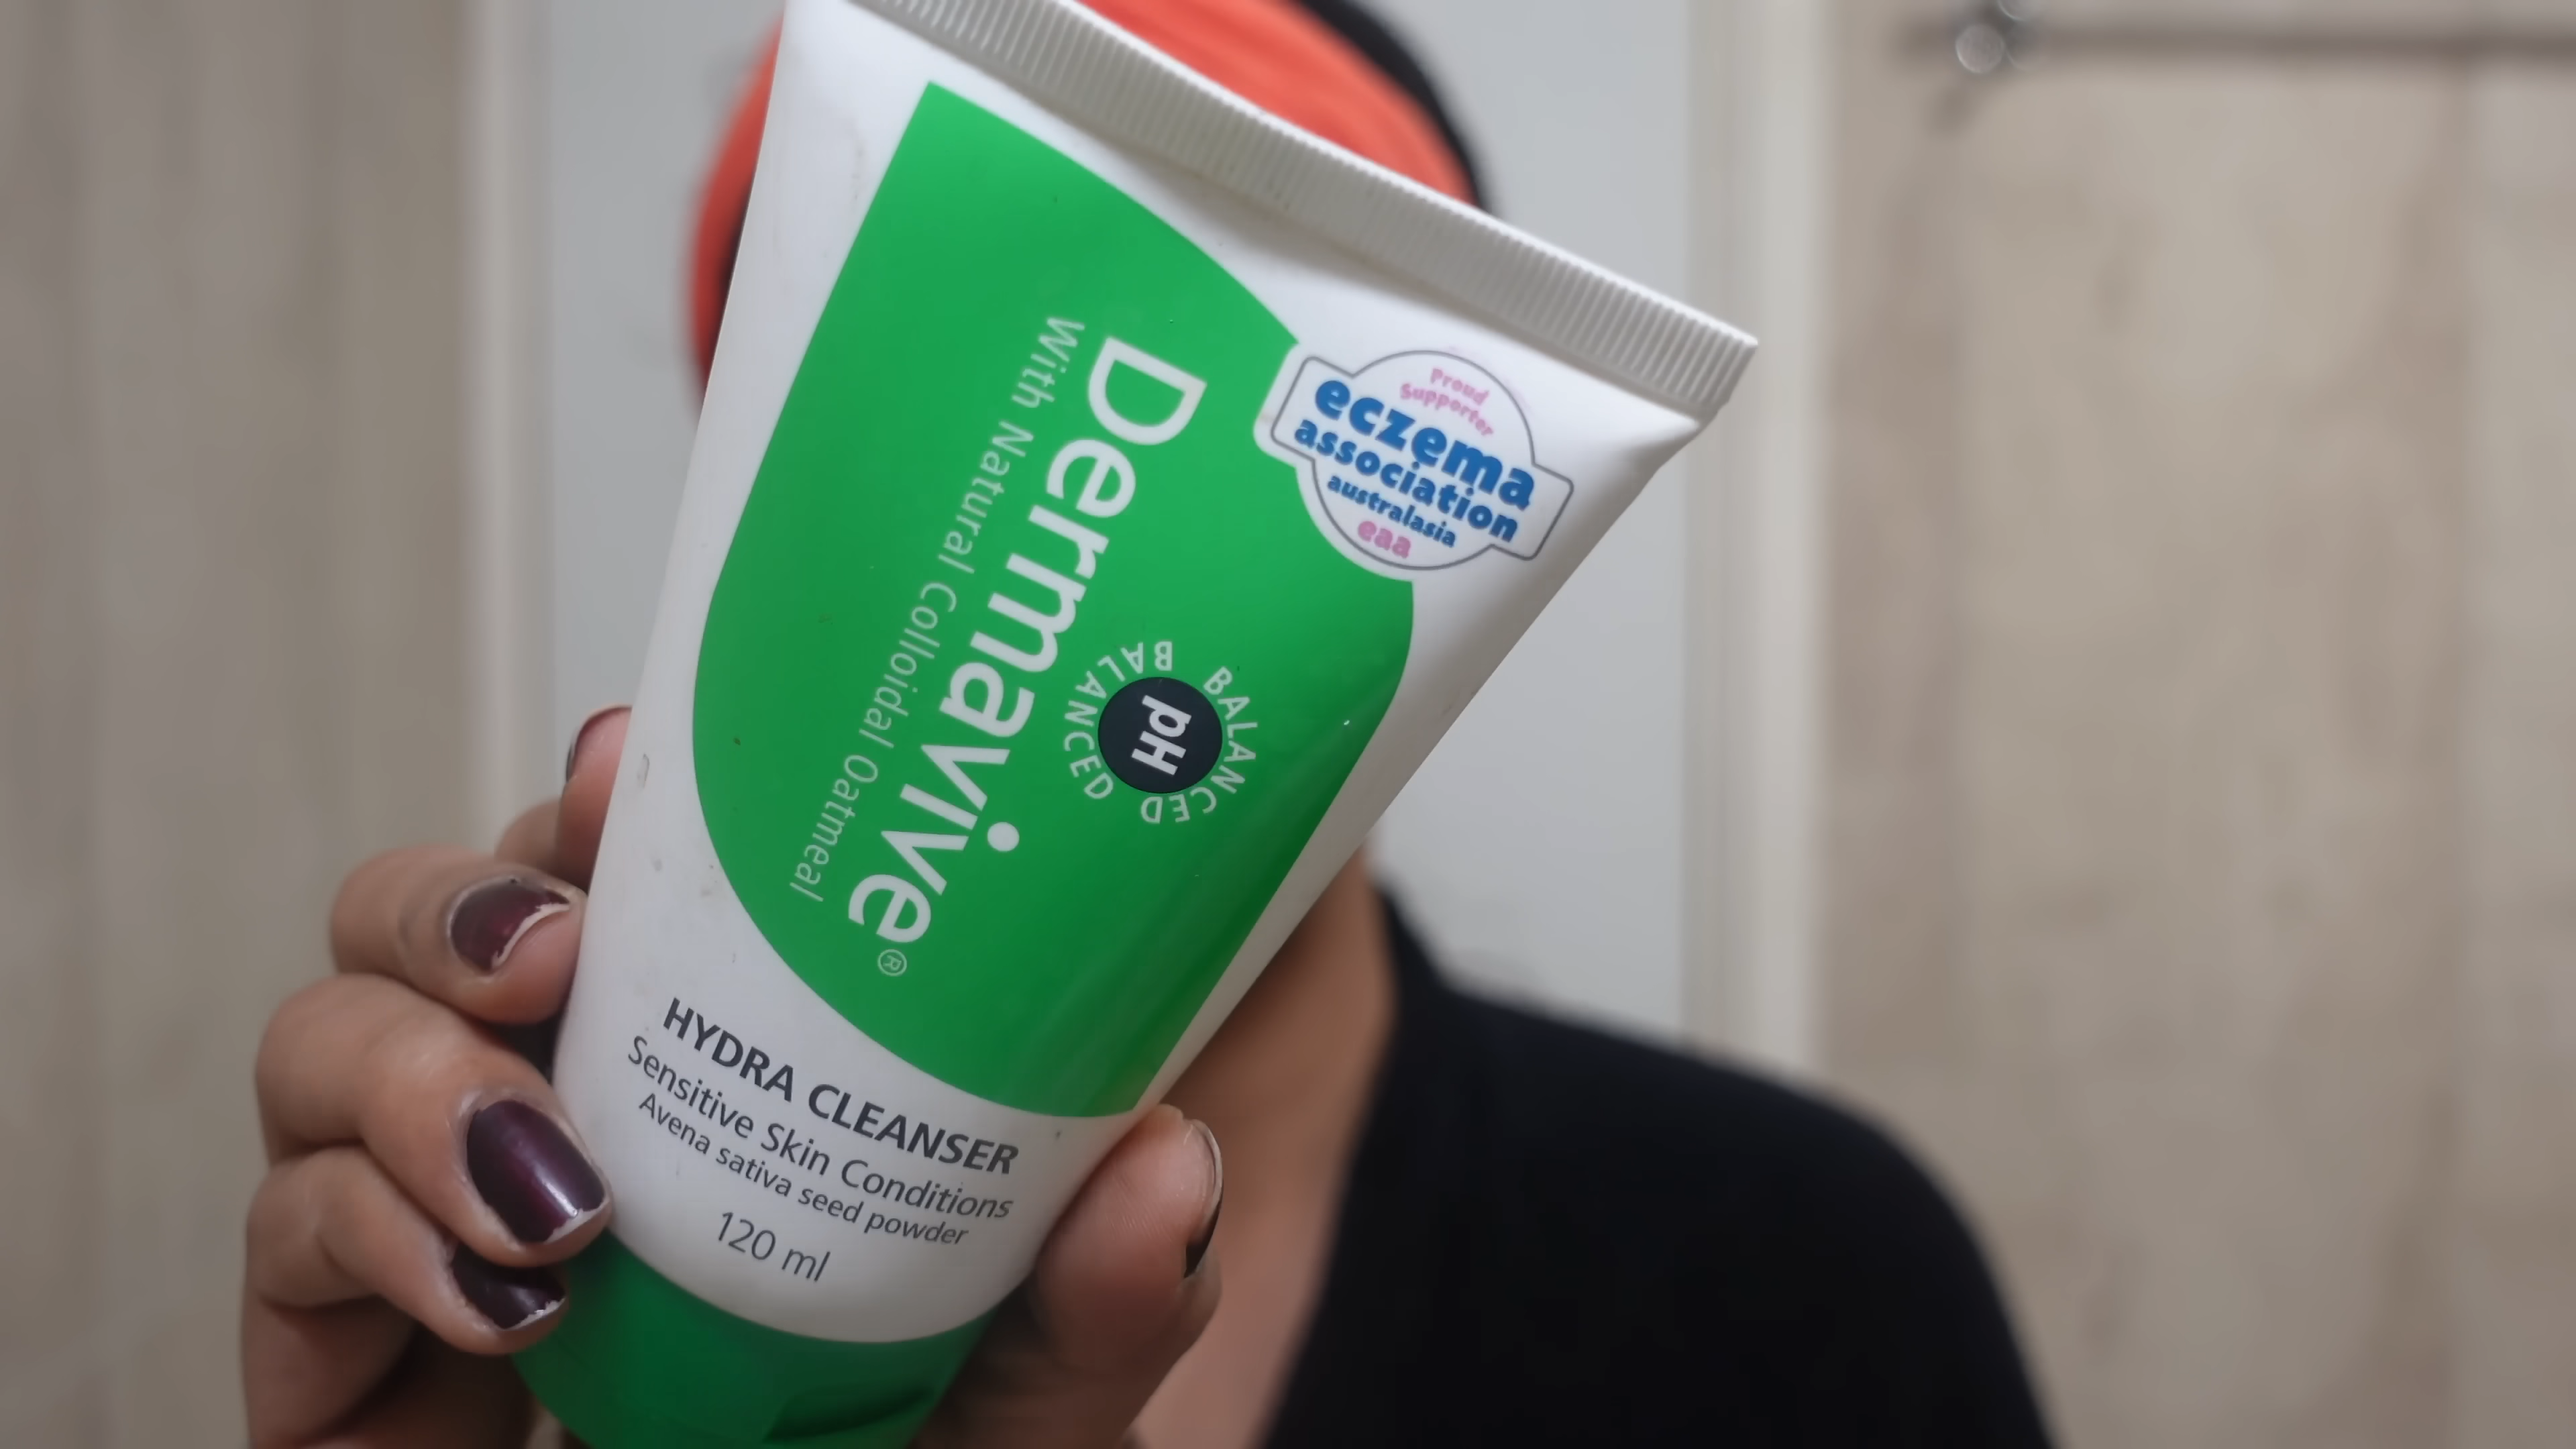 Proud
Supporter
eczema
association
australasia
eaa
Dermavive®
With Natural Colloidal Oatmeal
BALANCED
pH
BALANCED
HYDRA CLEANSER
Sensitive Skin Conditions
Avena sativa seed powder
120 ml